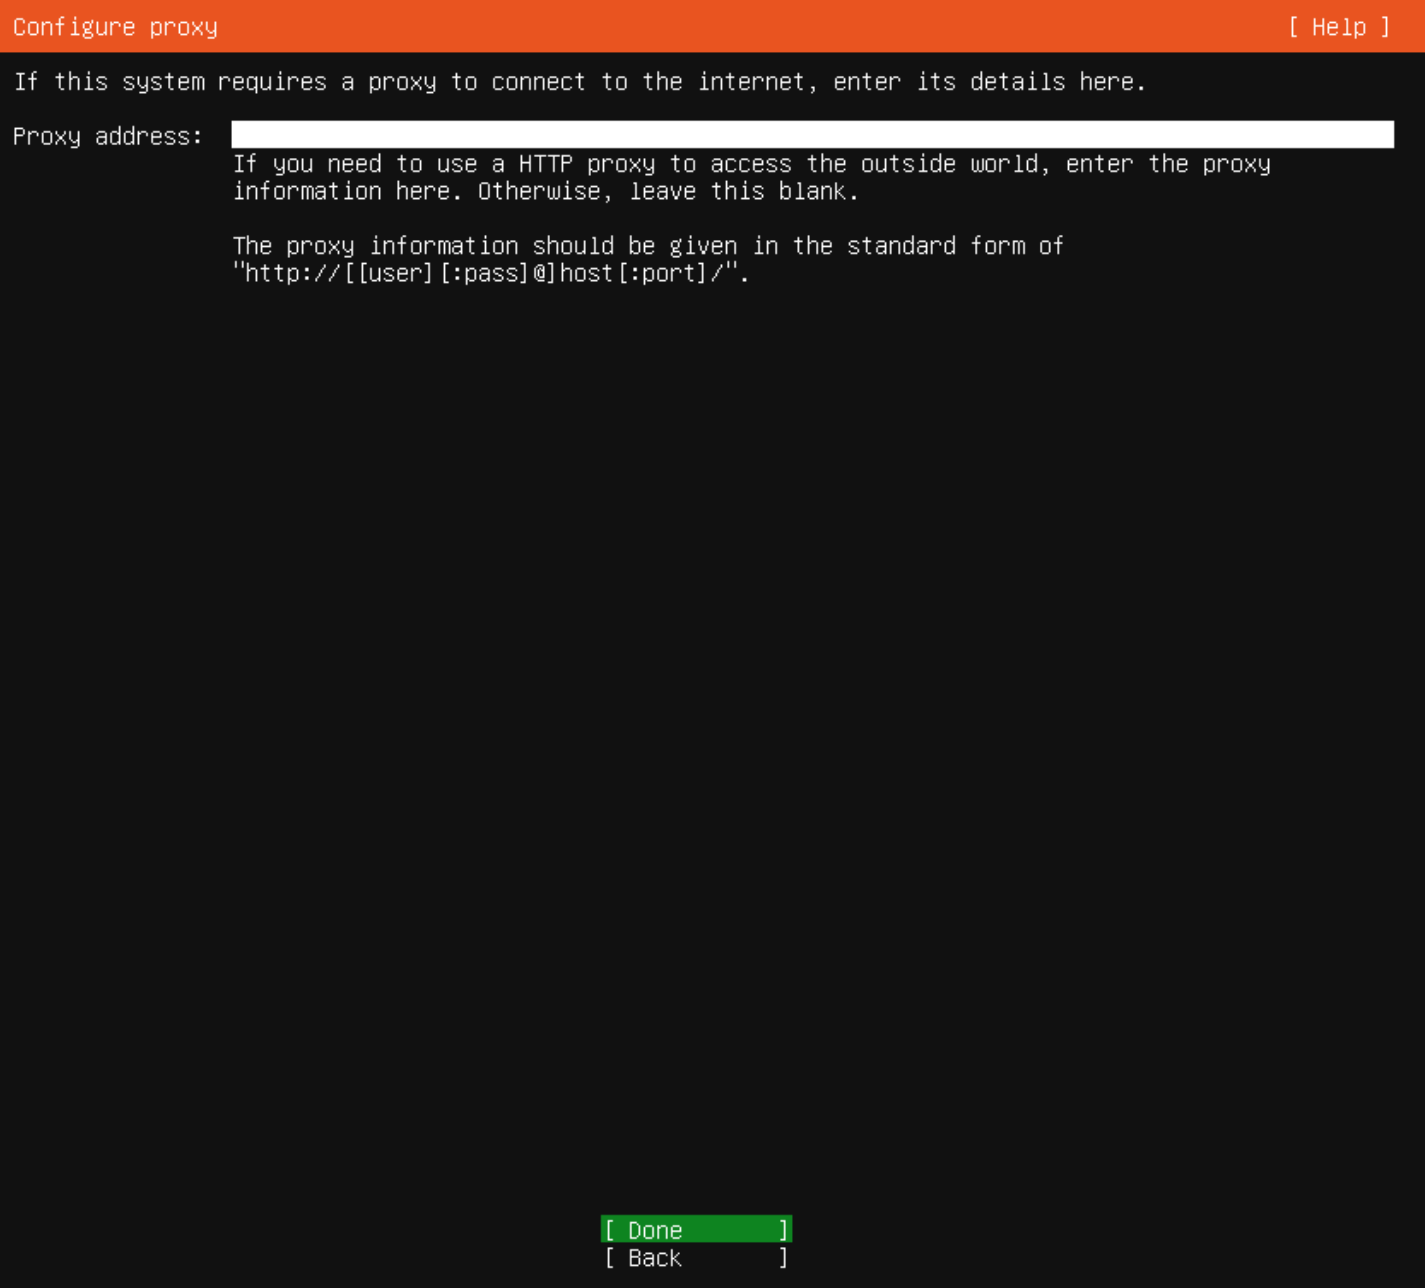 Configure proxy [ Help ]
If this system requires a proxy to connect to the internet, enter its details here.
Proxy address:
If you need to use a HTTP proxy to access the outside world, enter the proxy
information here. Otherwise, leave this blank.
The proxy information should be given in the standard form of
"http://[[user][:pass]@]host[:port]/".
[ Done ]
[ Back ]